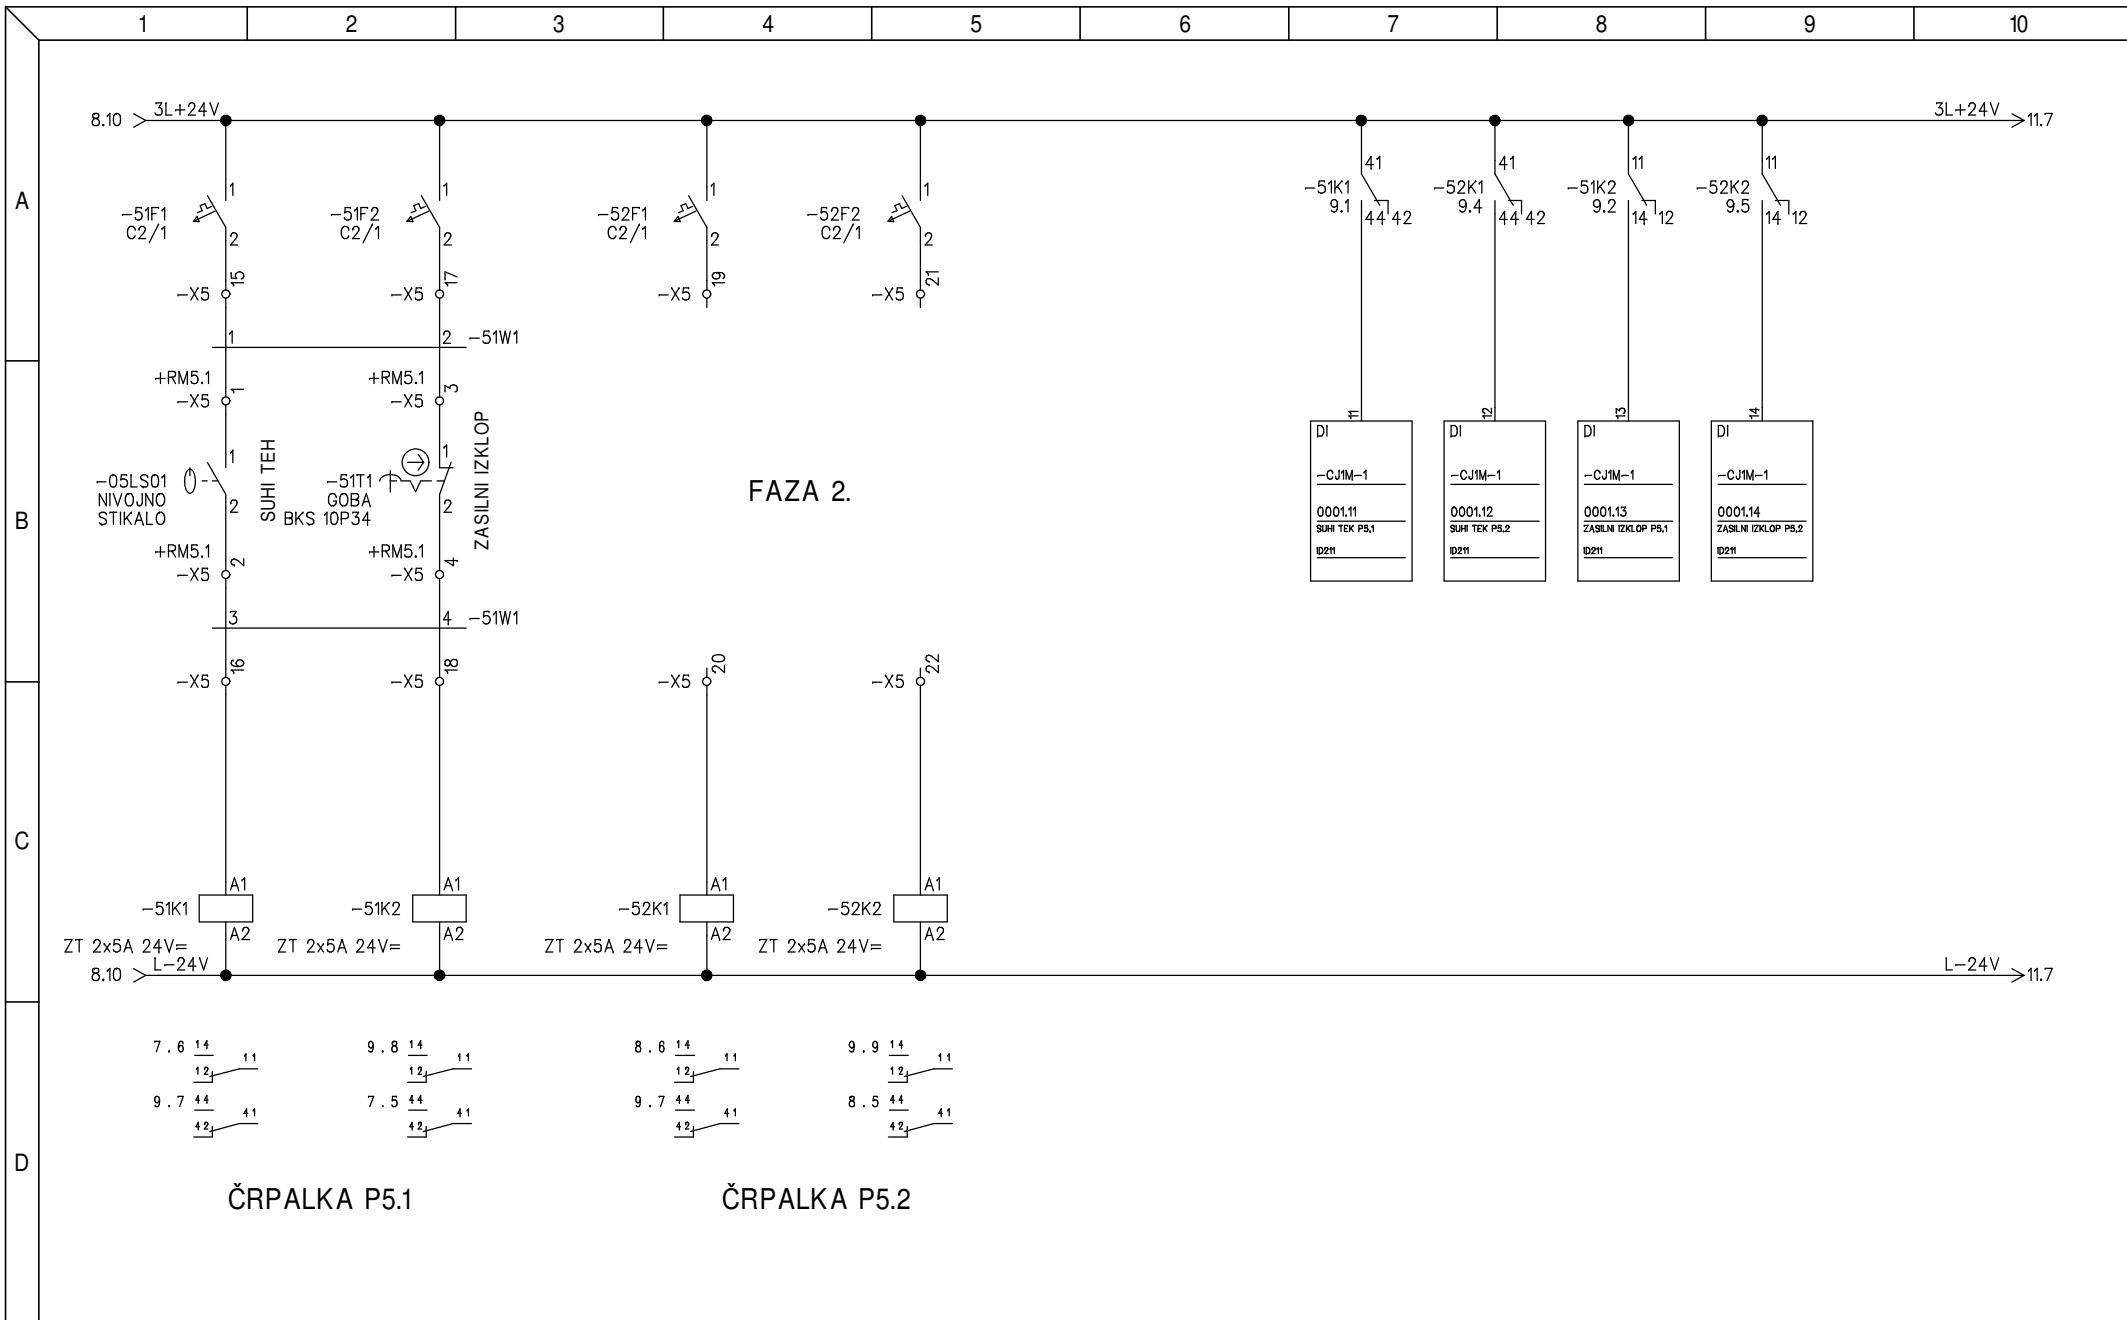 1 2 3 4 5 6 7 8 9 10
A
B
C
D
8.10 3L+24V
3L+24V 11.7
1
-51F1
C2/1
2
15
-X5
1
-51F2
C2/1
2
17
-X5
1
-52F1
C2/1
2
19
-X5
1
-52F2
C2/1
2
21
-X5
41
-51K1
9.1
44 42
41
-52K1
9.4
44 42
11
-51K2
9.2
14 12
11
-52K2
9.5
14 12
1 2 -51W1
+RM5.1
-X5
1
+RM5.1
-X5
3
1
-05LS01
NIVOJNO
STIKALO
2
SUHI TEH
1
-51T1
GOBA
BKS 10P34
2
ZASILNI IZKLOP
+RM5.1
-X5
2
+RM5.1
-X5
4
3 4 -51W1
FAZA 2.
11
DI
-CJ1M-1
0001.11
SUHI TEK P5.1
ID211
12
DI
-CJ1M-1
0001.12
SUHI TEK P5.2
ID211
13
DI
-CJ1M-1
0001.13
ZASILNI IZKLOP P5.1
ID211
14
DI
-CJ1M-1
0001.14
ZASILNI IZKLOP P5.2
ID211
-X5 16
-X5 18
-X5 20
-X5 22
A1
-51K1
A2
ZT 2x5A 24V=
A1
-51K2
A2
ZT 2x5A 24V=
A1
-52K1
A2
ZT 2x5A 24V=
A1
-52K2
A2
ZT 2x5A 24V=
8.10 L-24V
L-24V 11.7
7.6 14
11
12
9.7 44
41
42
9.8 14
11
12
7.5 44
41
42
8.6 14
11
12
9.7 44
41
42
9.9 14
11
12
8.5 44
41
42
ČRPALKA P5.1
ČRPALKA P5.2